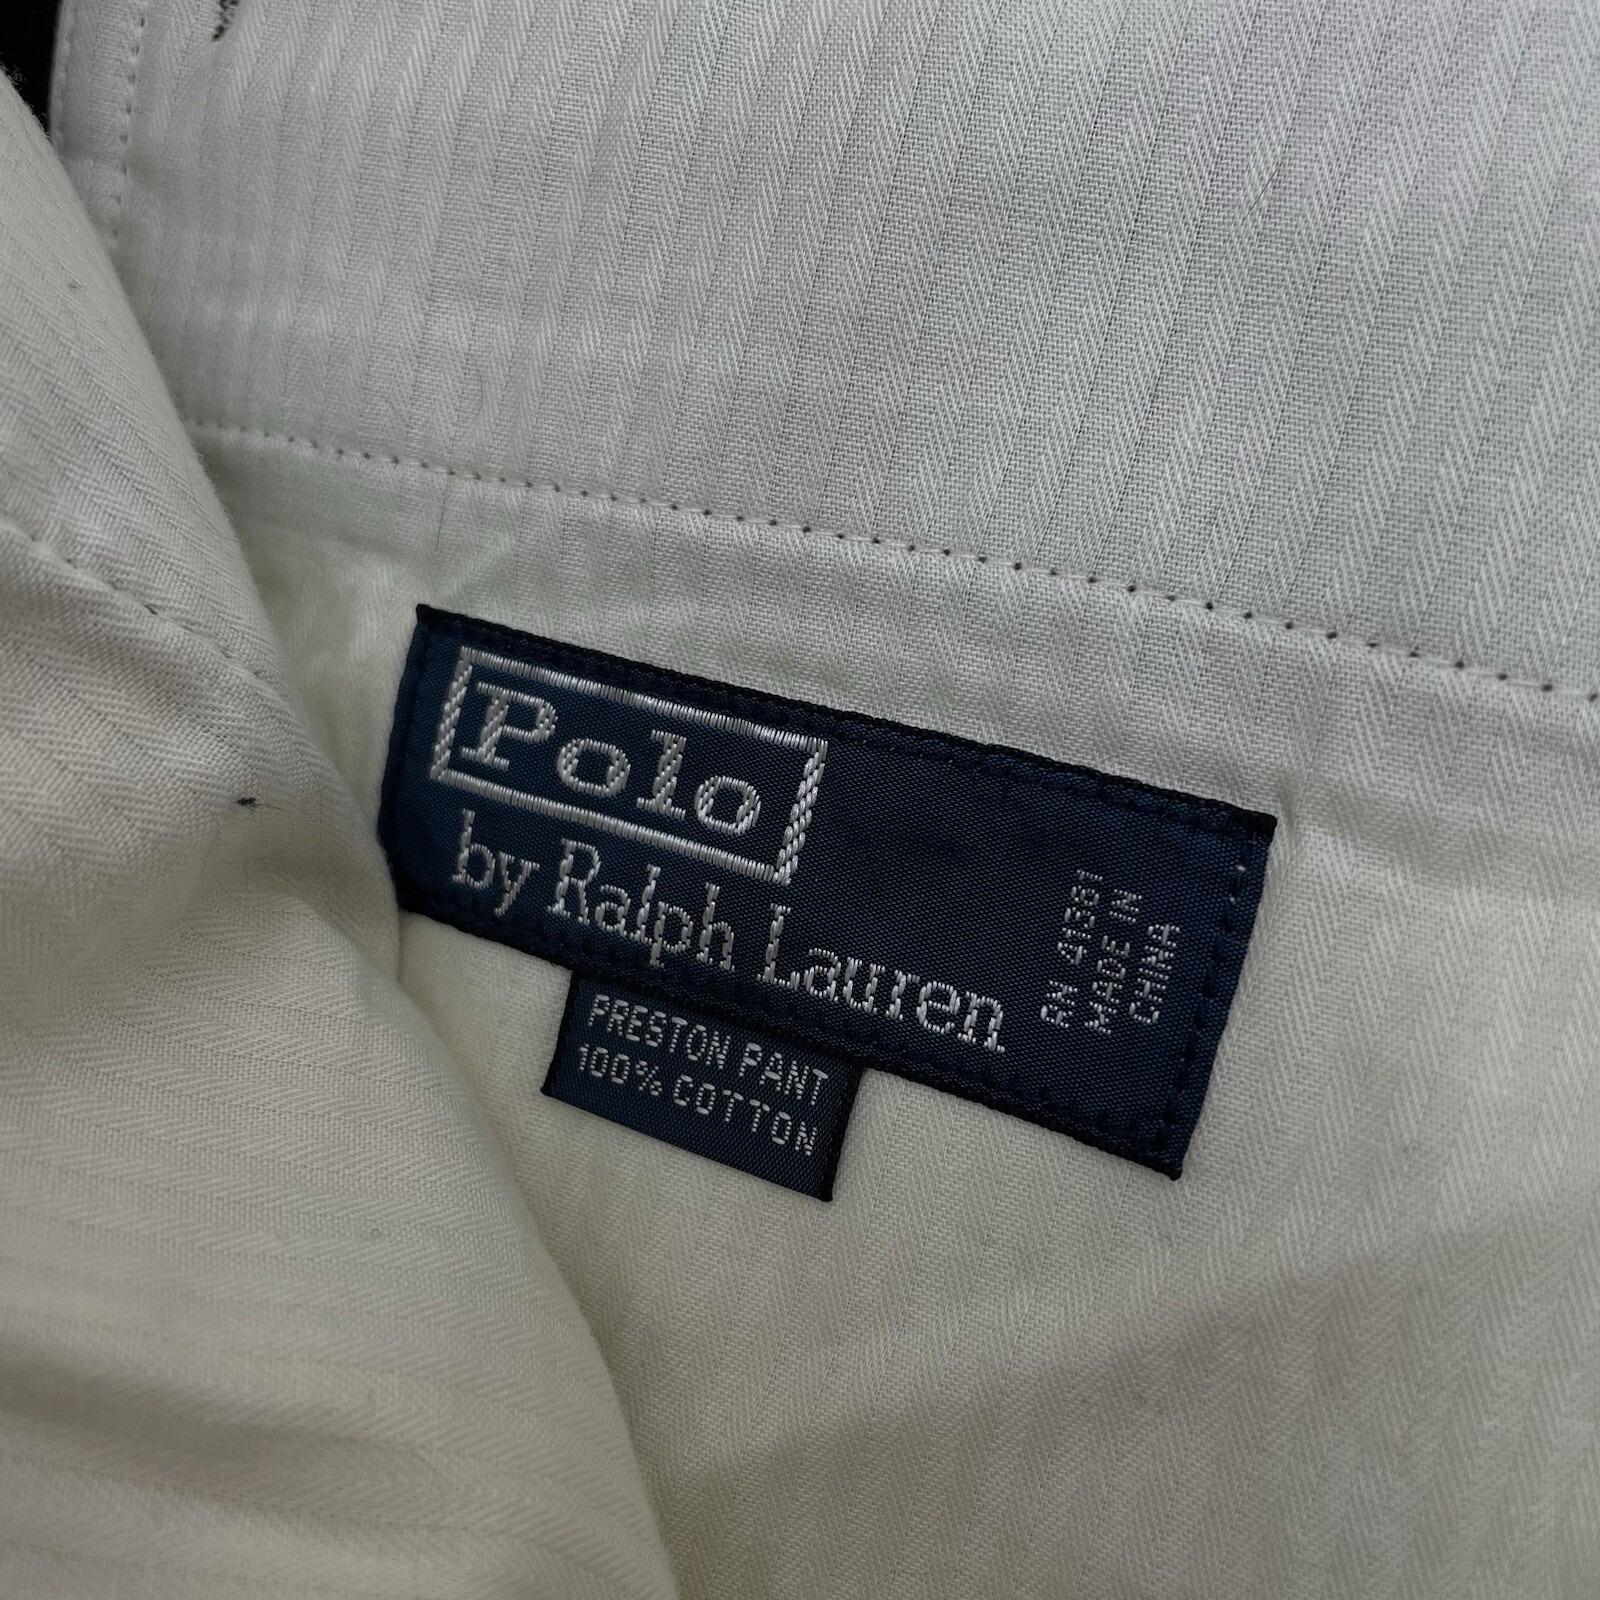 Polo
by Ralph Lauren
RN 41381
MADE IN
CHINA
PRESTON PANT
100% COTTON